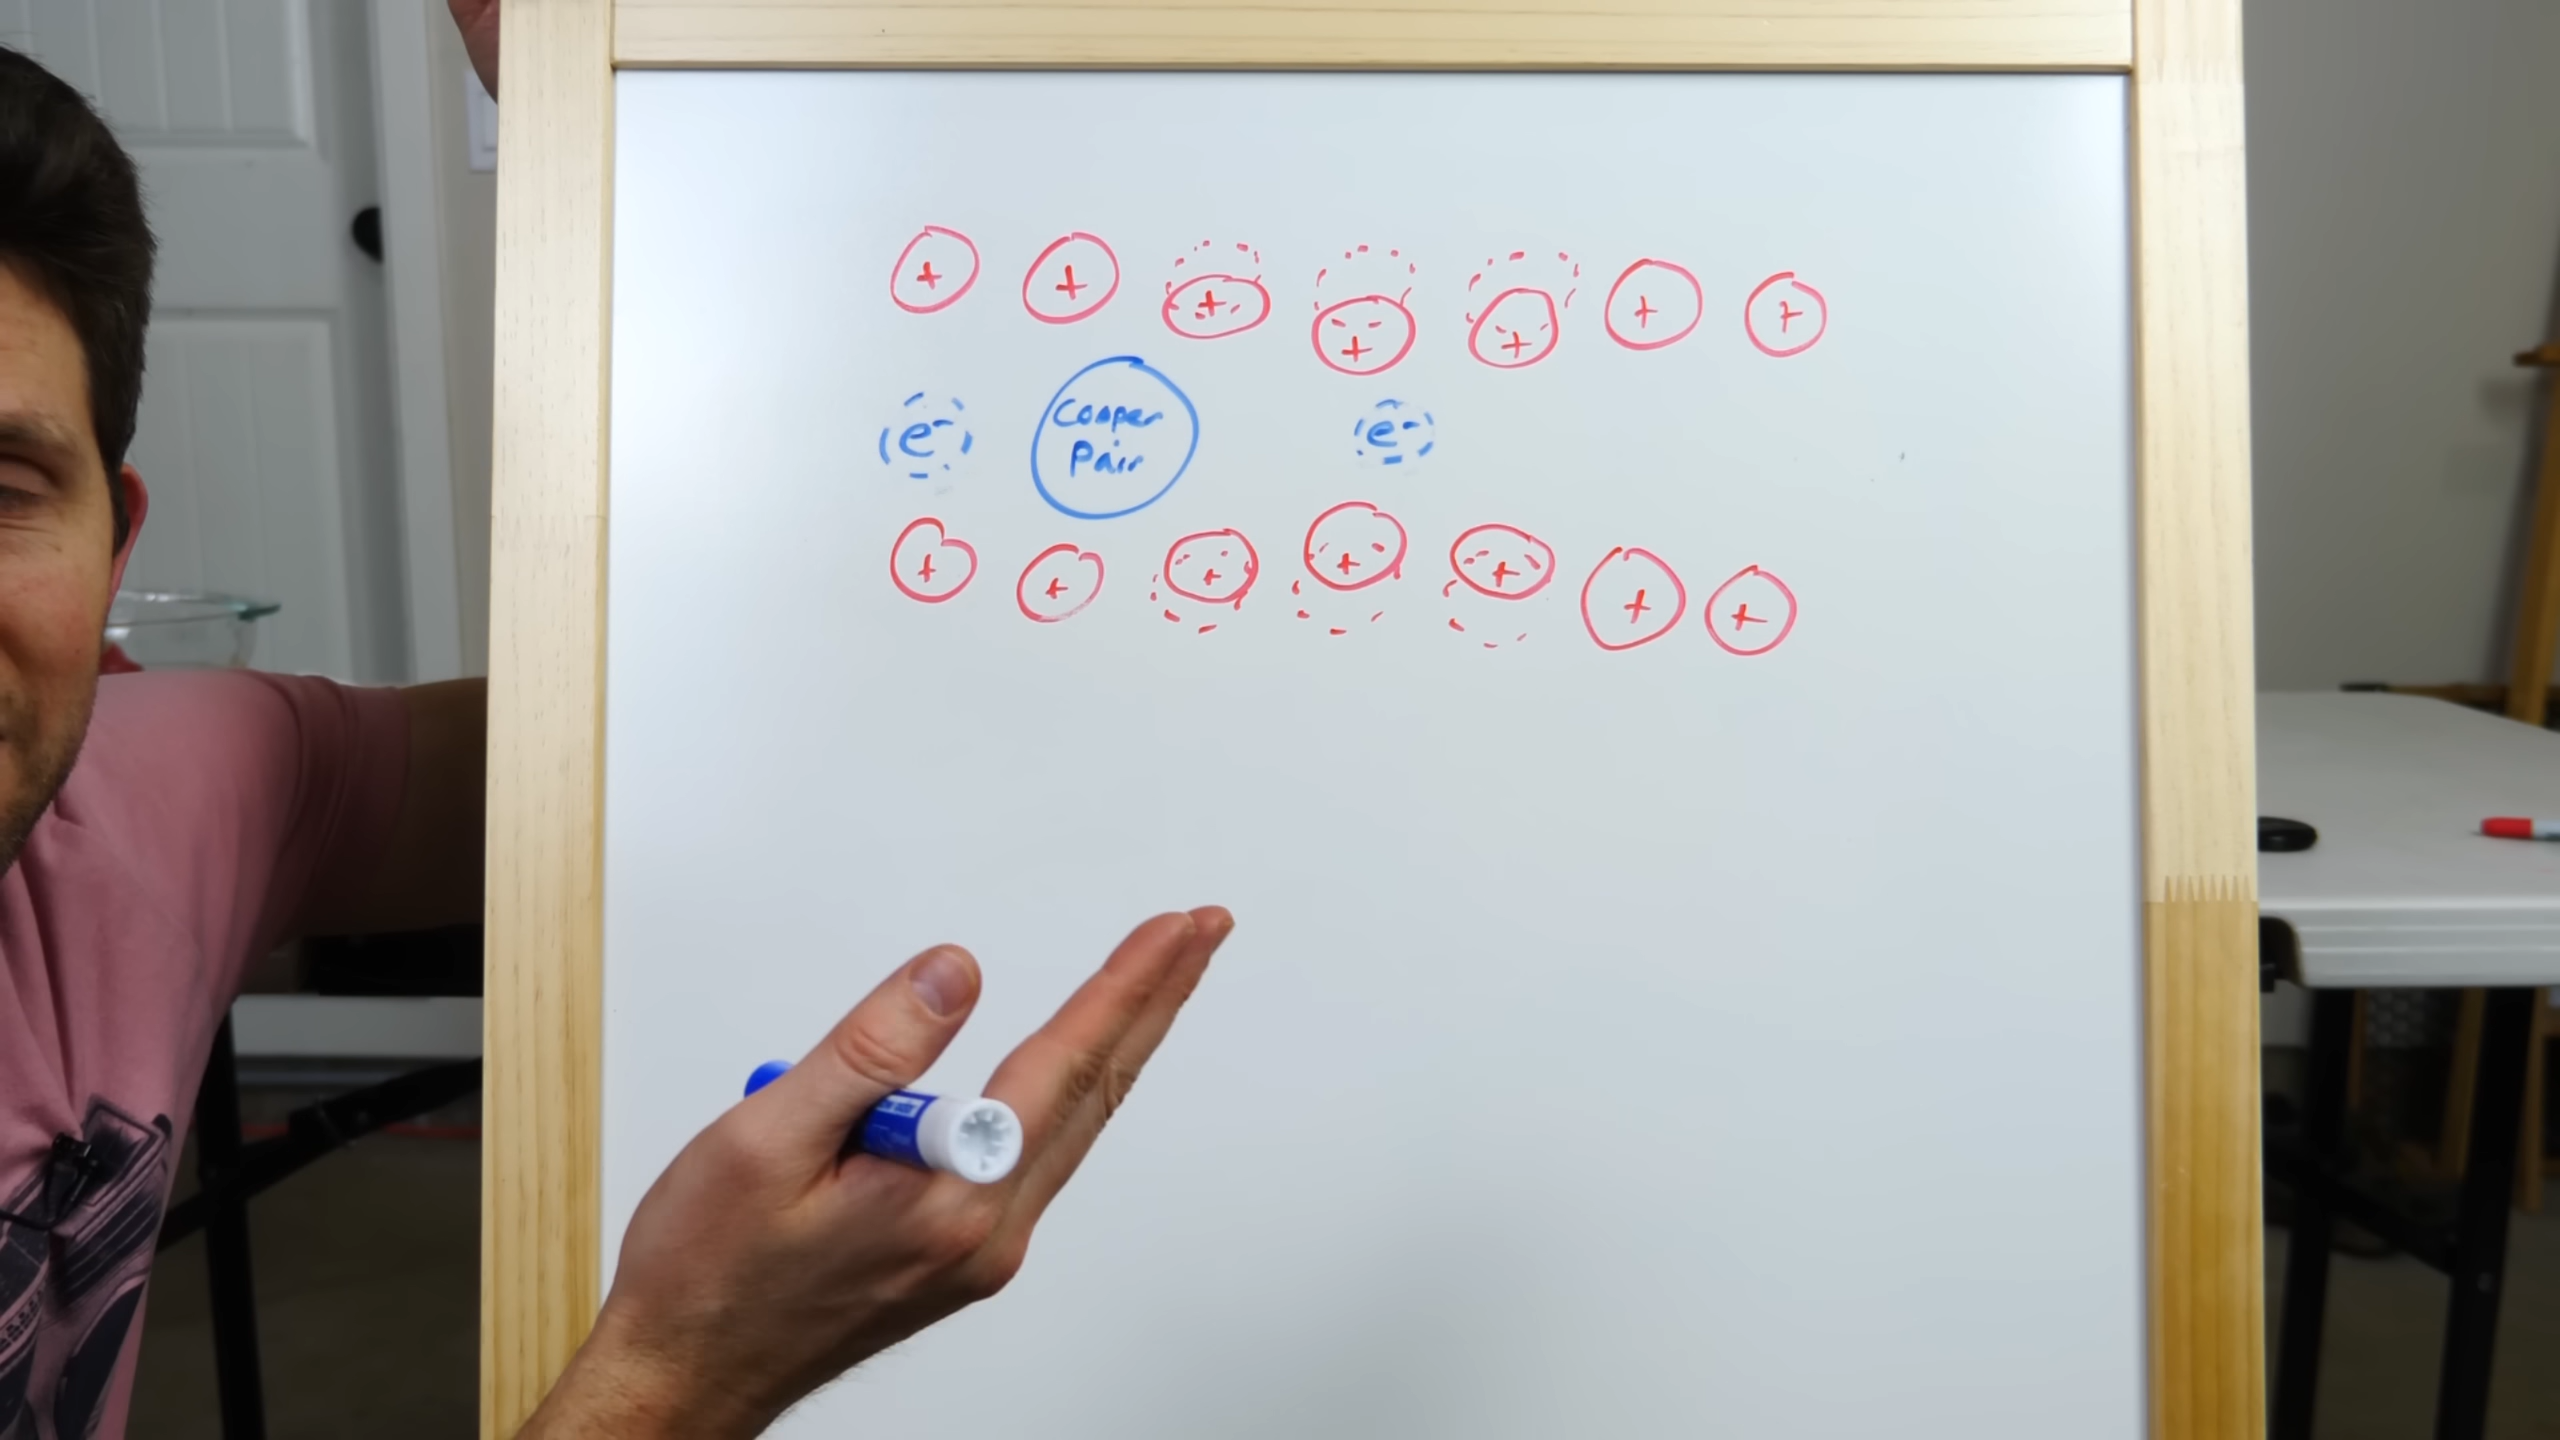 + + + + + + +
e- Cooper e-
Pair
+ + + + + + +